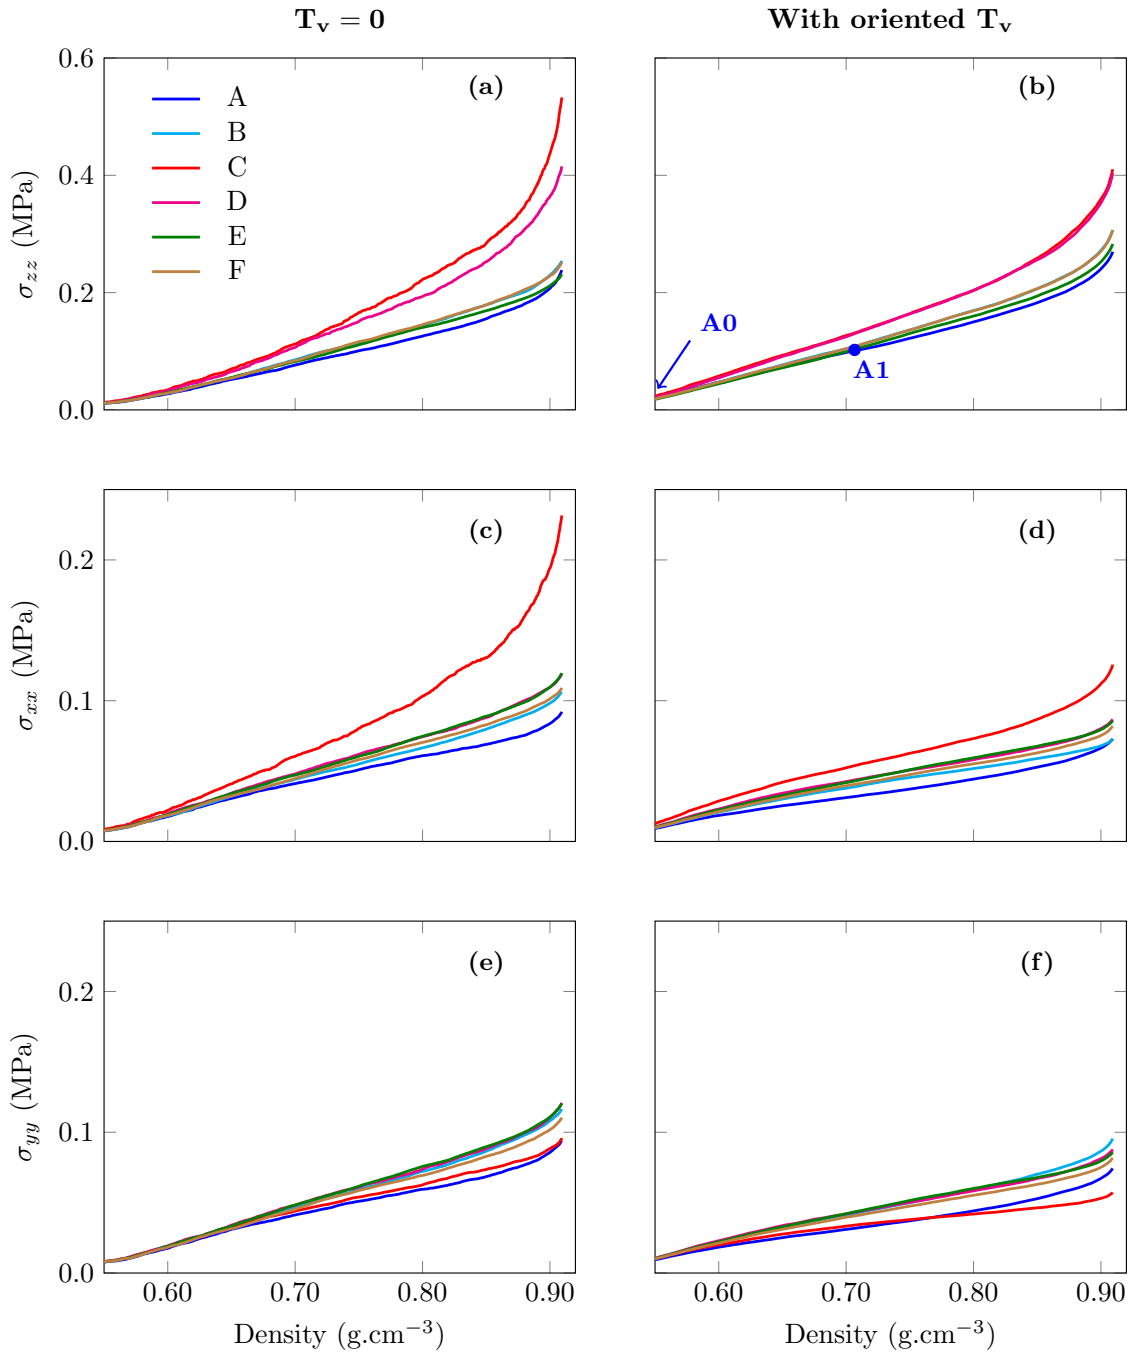 T_v = 0
With oriented T_v
0.6
0.4
0.2
0.0
σ_zz (MPa)
(a)
A
B
C
D
E
F
(b)
A0
A1
0.2
0.1
0.0
σ_xx (MPa)
(c)
(d)
0.2
0.1
0.0
σ_yy (MPa)
(e)
(f)
0.60 0.70 0.80 0.90
0.60 0.70 0.80 0.90
Density (g.cm⁻³)
Density (g.cm⁻³)